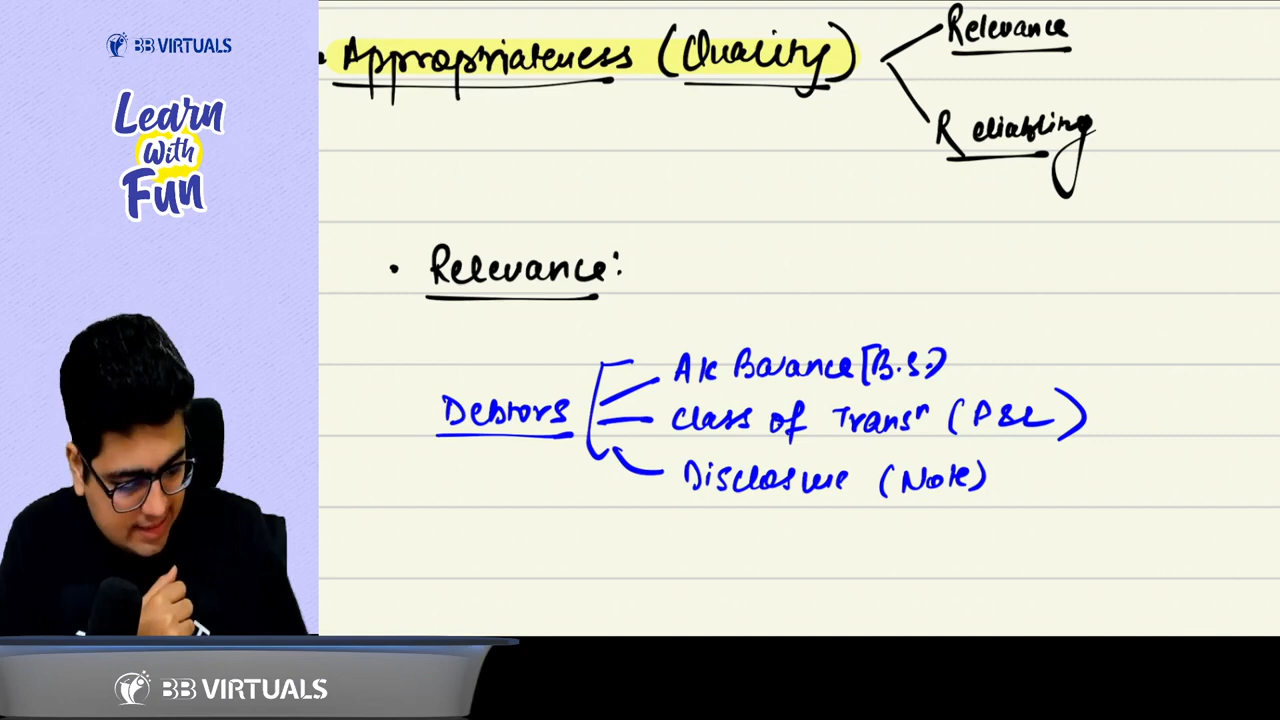 BB VIRTUALS
Learn
With
Fun
Appropriateness (Quality)
Relevance
Reliability
• Relevance:
Debtors
A/c Balance [B.S.)
Class of Transⁿ (P&L)
Disclosure (Note)
BB VIRTUALS